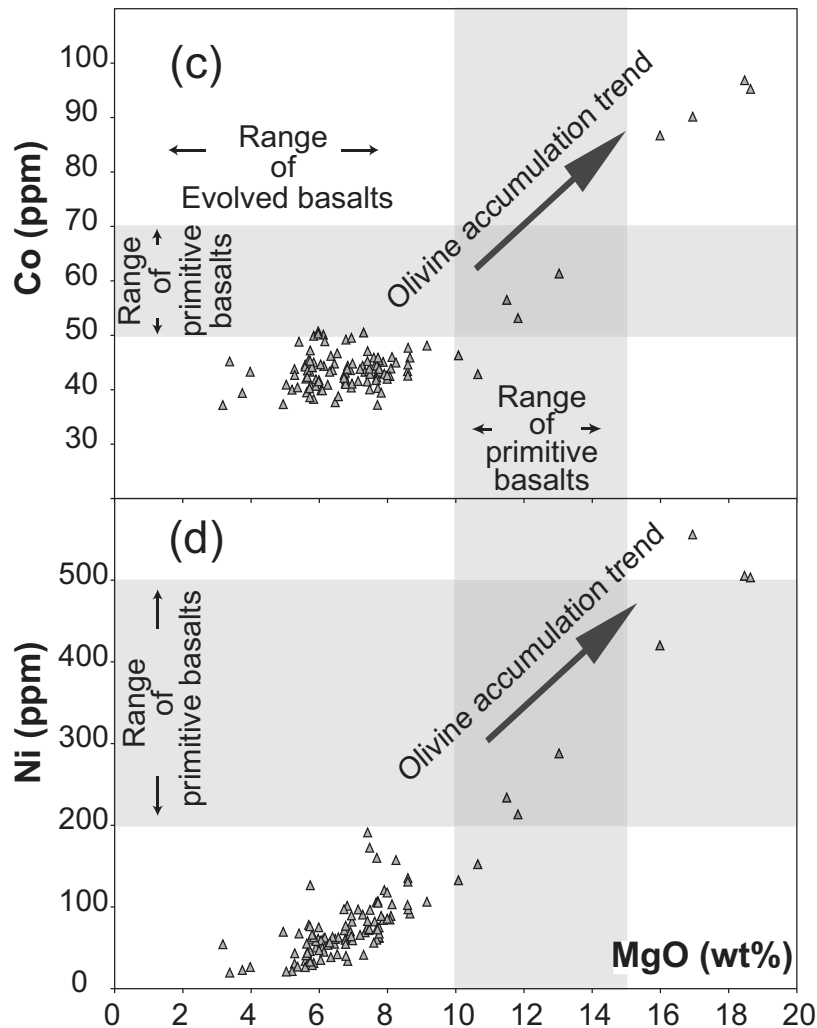 (c)
100
90
80
70
60
50
40
30
Co (ppm)
Range
of
Evolved basalts
Range
of
primitive
basalts
Olivine accumulation trend
Range
of
primitive
basalts
(d)
500
400
300
200
100
0
Ni (ppm)
Range
of
primitive basalts
Olivine accumulation trend
MgO (wt%)
0 2 4 6 8 10 12 14 16 18 20